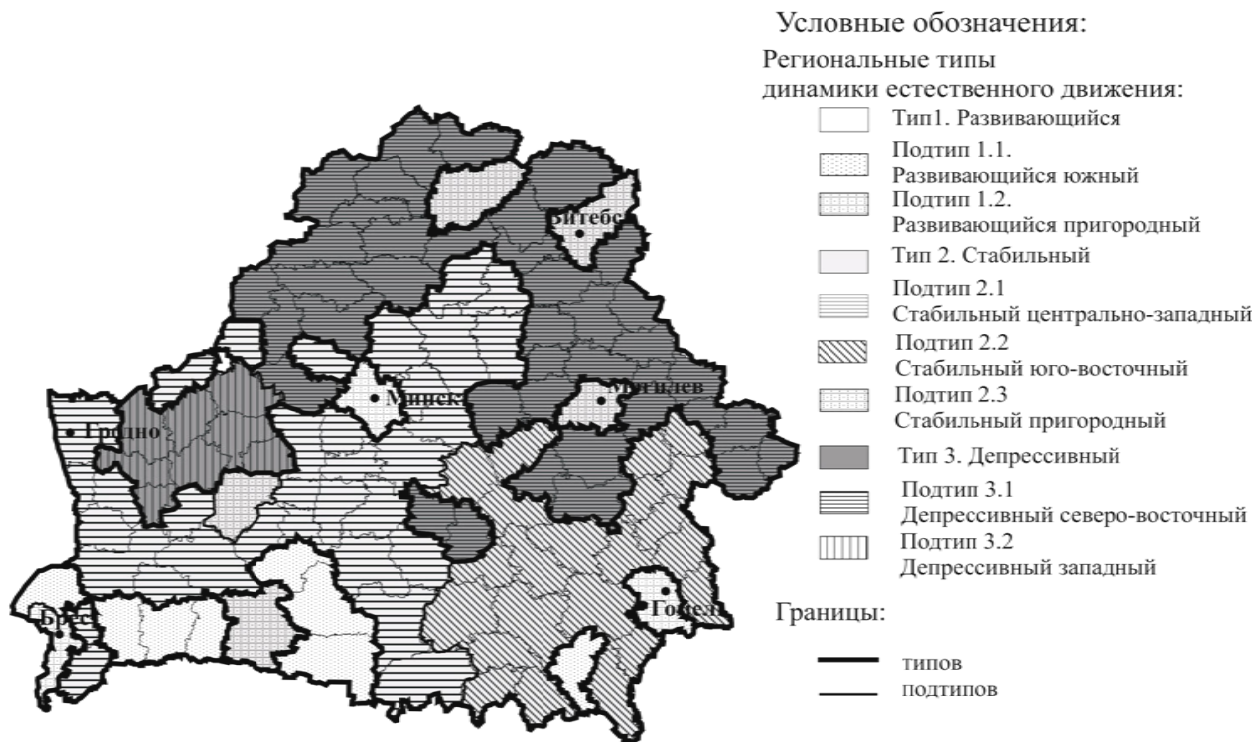 Условные обозначения:
Региональные типы
динамики естественного движения:
Тип1. Развивающийся
Подтип 1.1.
Развивающийся южный
Подтип 1.2.
Развивающийся пригородный
Тип 2. Стабильный
Подтип 2.1
Стабильный центрально-западный
Подтип 2.2
Стабильный юго-восточный
Подтип 2.3
Стабильный пригородный
Тип 3. Депрессивный
Подтип 3.1
Депрессивный северо-восточный
Подтип 3.2
Депрессивный западный
Границы:
типов
подтипов
Витебс
Минск
Могилев
Гродно
Брес
Гомел